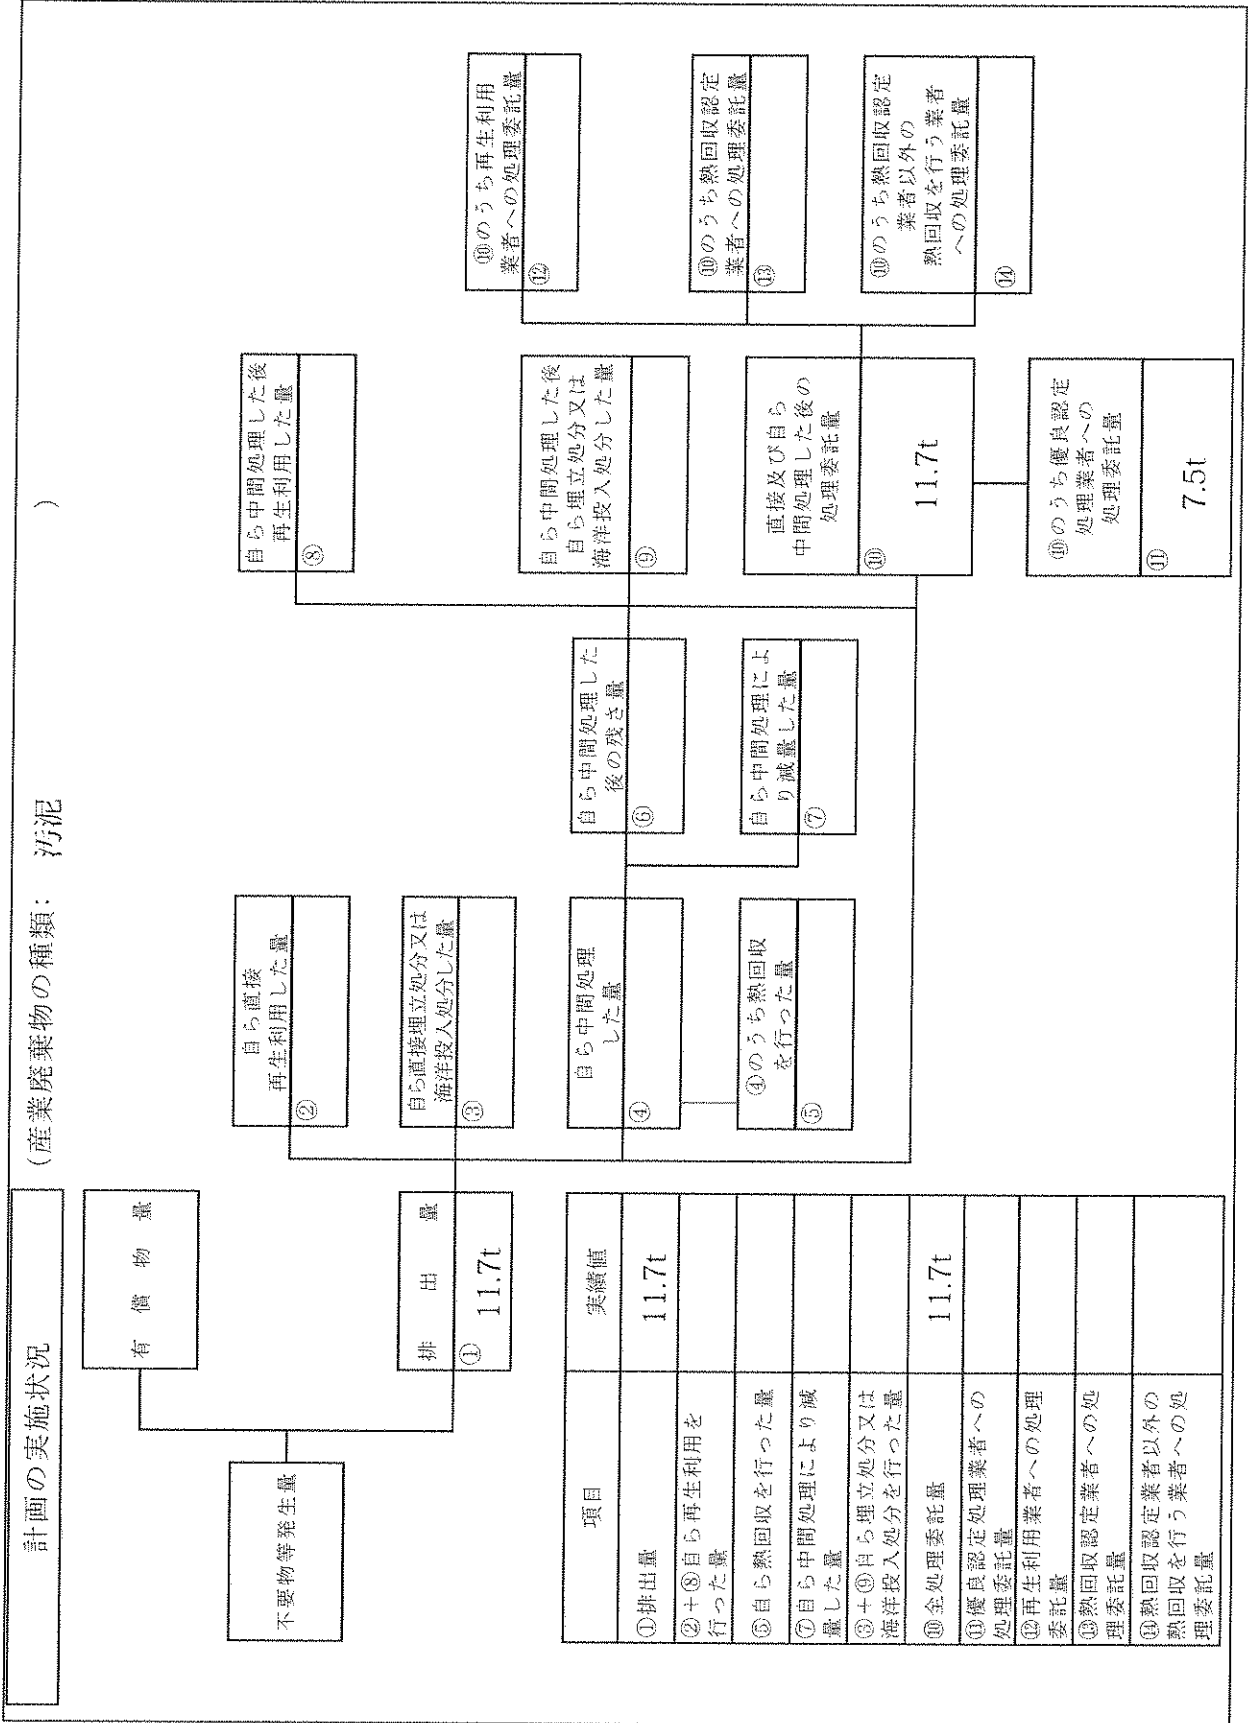 計画の実施状況
(産業廃棄物の種類： 汚泥 )
不要物等発生量
有償物量
排出量
①
11.7t
自ら直接
再生利用した量
②
自ら直接埋立処分又は
海洋投入処分した量
③
自ら中間処理
した量
④
④のうち熱回収
を行った量
⑤
自ら中間処理した
後の残さ量
⑥
自ら中間処理によ
り減量した量
⑦
自ら中間処理した後
再生利用した量
⑧
自ら中間処理した後
自ら埋立処分又は
海洋投入処分した量
⑨
直接及び自ら
中間処理した後の
処理委託量
⑩
11.7t
⑩のうち優良認定
処理業者への
処理委託量
⑪
7.5t
⑩のうち再生利用
業者への処理委託量
⑫
⑩のうち熱回収認定
業者への処理委託量
⑬
⑩のうち熱回収認定
業者以外の
熱回収を行う業者
への処理委託量
⑭
項目 実績値
①排出量 11.7t
②+⑧自ら再生利用を
行った量
⑤自ら熱回収を行った量
⑦自ら中間処理により減
量した量
③+⑨自ら埋立処分又は
海洋投入処分を行った量
⑩全処理委託量 11.7t
⑪優良認定処理業者への
処理委託量
⑫再生利用業者への処理
委託量
⑬熱回収認定業者への処
理委託量
⑭熱回収認定業者以外の
熱回収を行う業者への処
理委託量